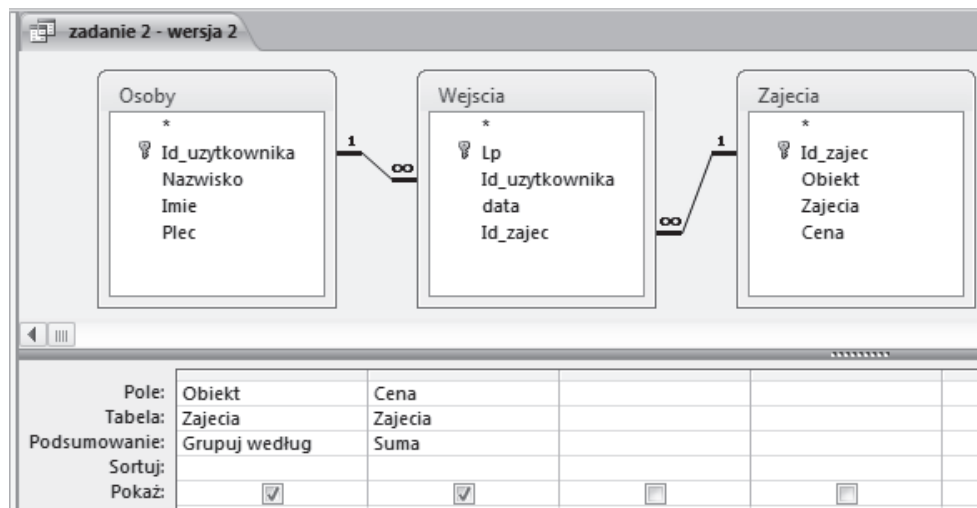 zadanie 2 - wersja 2
Osoby
*
Id_uzytkownika
Nazwisko
Imie
Plec
1
∞
Wejscia
*
Lp
Id_uzytkownika
data
Id_zajec
1
∞
Zajecia
*
Id_zajec
Obiekt
Zajecia
Cena
Pole: Obiekt Cena
Tabela: Zajecia Zajecia
Podsumowanie: Grupuj według Suma
Sortuj:
Pokaż: